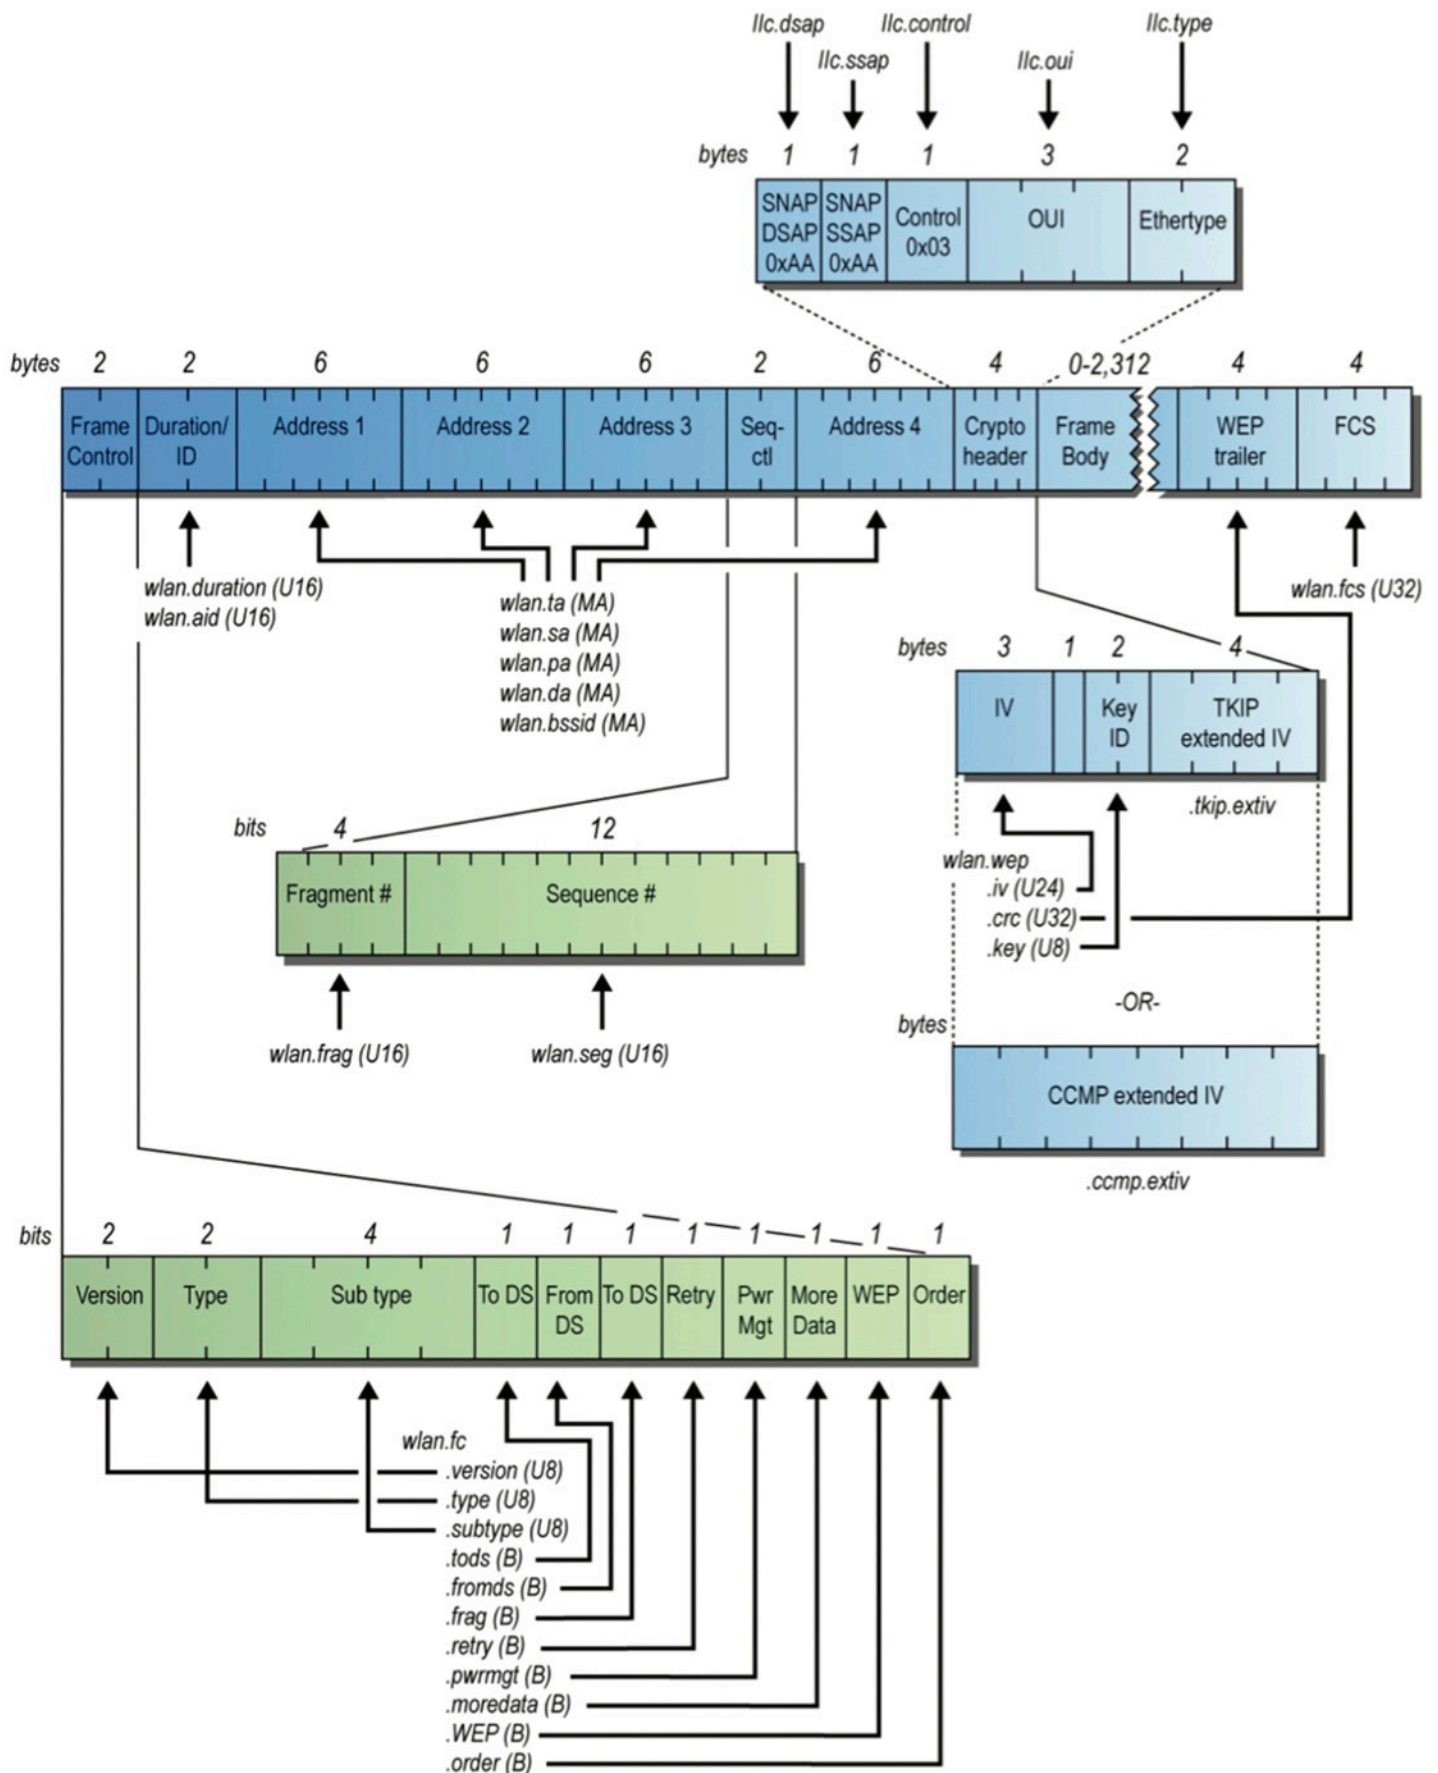 llc.dsap llc.control llc.type
llc.ssap llc.oui
bytes 1 1 1 3 2
SNAP DSAP 0xAA
SNAP SSAP 0xAA
Control 0x03
OUI
Ethertype
bytes 2 2 6 6 6 2 6 4 0-2,312 4 4
Frame Control
Duration/ ID
Address 1
Address 2
Address 3
Seq- ctl
Address 4
Crypto header
Frame Body
WEP trailer
FCS
wlan.duration (U16)
wlan.aid (U16)
wlan.ta (MA)
wlan.sa (MA)
wlan.pa (MA)
wlan.da (MA)
wlan.bssid (MA)
wlan.fcs (U32)
bytes 3 1 2 4
IV
Key ID
TKIP extended IV
.tkip.extiv
wlan.wep
.iv (U24)
.crc (U32)
.key (U8)
bits 4 12
Fragment #
Sequence #
wlan.frag (U16)
wlan.seg (U16)
-OR-
bytes
CCMP extended IV
.ccmp.extiv
bits 2 2 4 1 1 1 1 1 1 1 1
Version
Type
Sub type
To DS
From DS
To DS
Retry
Pwr Mgt
More Data
WEP
Order
wlan.fc
.version (U8)
.type (U8)
.subtype (U8)
.tods (B)
.fromds (B)
.frag (B)
.retry (B)
.pwrmgt (B)
.moredata (B)
.WEP (B)
.order (B)